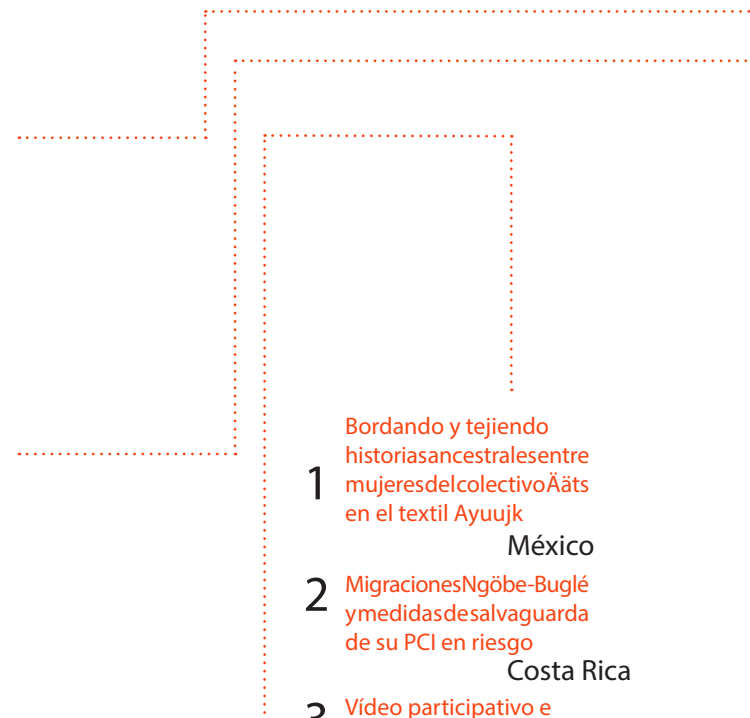 1
Bordando y tejiendo
historiasancestralesentre
mujeresdelcolectivoÄäts
en el textil Ayuujk
México
2
MigracionesNgöbe-Buglé
ymedidasdesalvaguarda
de su PCI en riesgo
Costa Rica
3
Vídeo participativo e